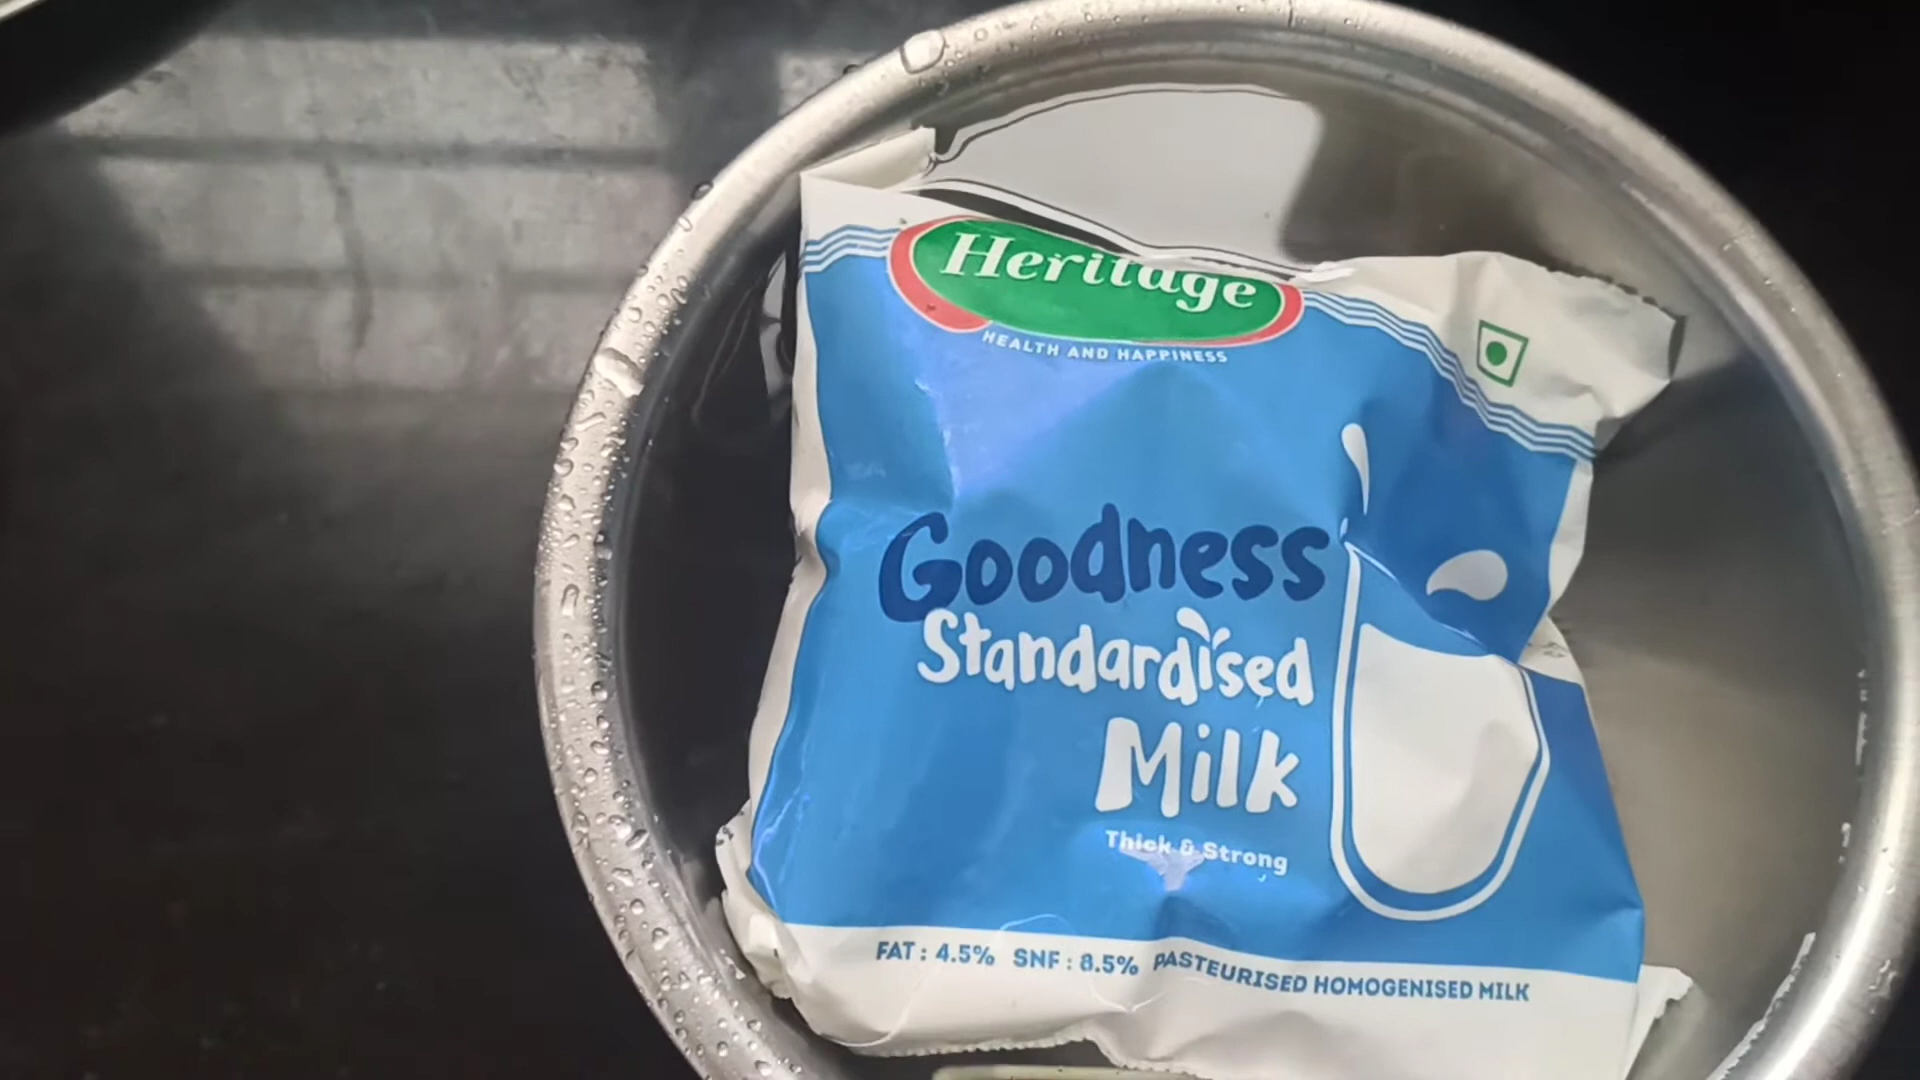 Heritage
HEALTH AND HAPPINESS
Goodness
Standardised
Milk
Thick & Strong
FAT : 4.5% SNF : 8.5% PASTEURISED HOMOGENISED MILK